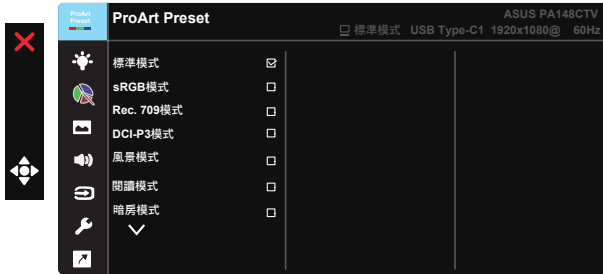 ProArt
Preset
ProArt Preset
ASUS PA148CTV
標準模式 USB Type-C1 1920x1080@ 60Hz
標準模式
sRGB模式
Rec. 709模式
DCI-P3模式
風景模式
閱讀模式
暗房模式